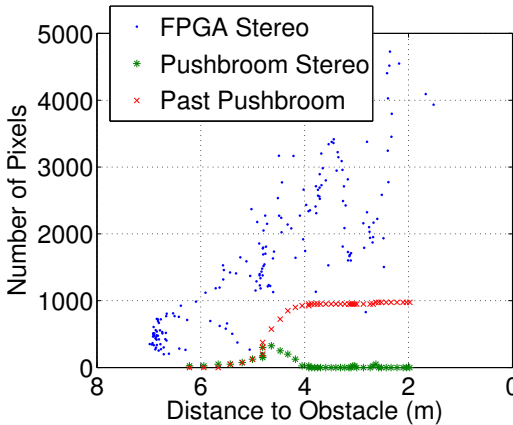 FPGA Stereo
Pushbroom Stereo
Past Pushbroom
5000
4000
3000
2000
1000
0
Number of Pixels
8
6
4
2
0
Distance to Obstacle (m)